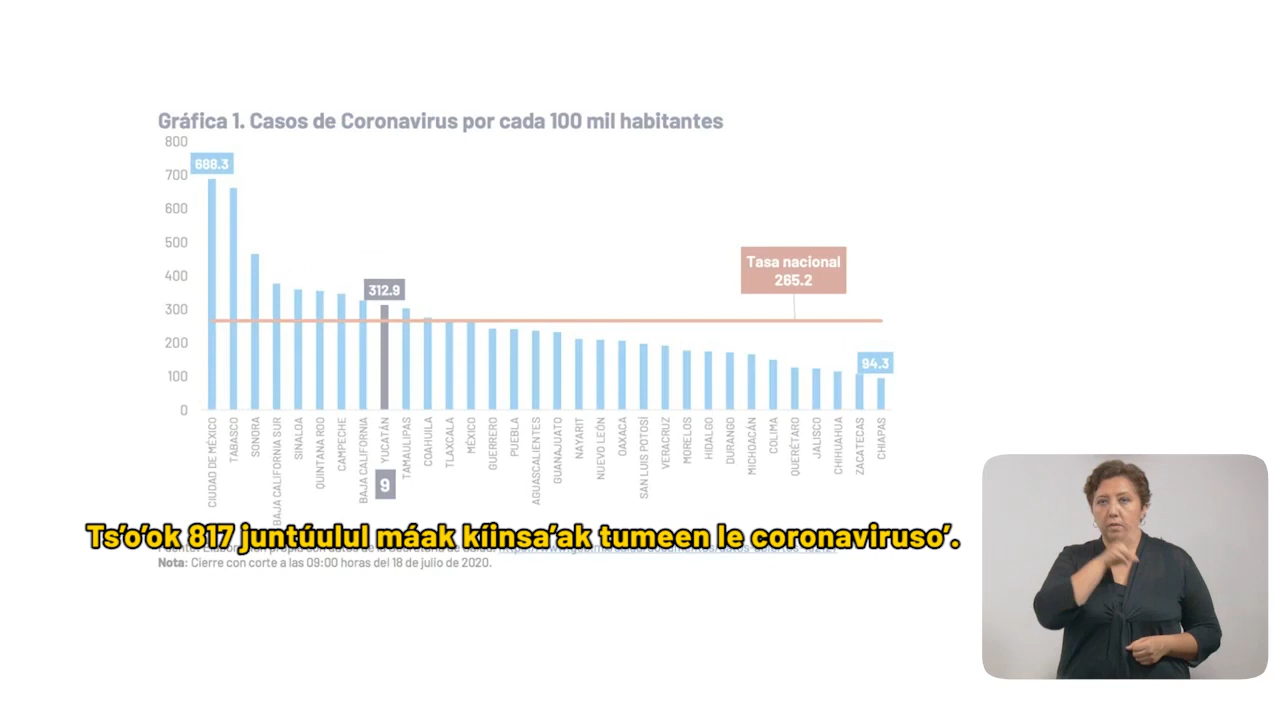 Gráfica 1. Casos de Coronavirus por cada 100 mil habitantes
800
700
600
500
400
300
200
100
0
688.3
312.9
Tasa nacional
265.2
94.3
CIUDAD DE MÉXICO
TABASCO
SONORA
BAJA CALIFORNIA SUR
SINALOA
QUINTANA ROO
CAMPECHE
BAJA CALIFORNIA
YUCATÁN
TAMAULIPAS
COAHUILA
TLAXCALA
MÉXICO
GUERRERO
PUEBLA
AGUASCALIENTES
GUANAJUATO
NAYARIT
NUEVO LEÓN
OAXACA
SAN LUIS POTOSÍ
VERACRUZ
MORELOS
HIDALGO
DURANGO
MICHOACÁN
COLIMA
QUERÉTARO
JALISCO
CHIHUAHUA
ZACATECAS
CHIAPAS
9
Ts'o'ok 817 juntúulul máak kíinsa'ak tumeen le coronaviruso'.
Nota: Cierre con corte a las 09:00 horas del 18 de julio de 2020.